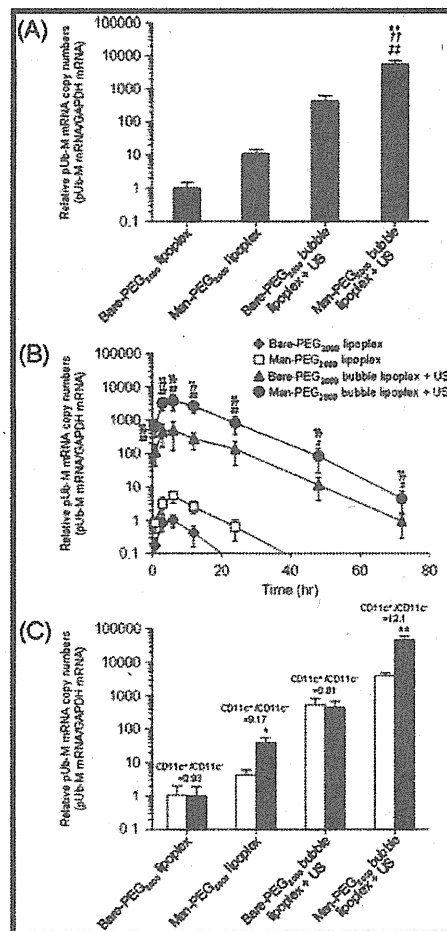 (A)
Relative pUb-M mRNA copy numbers
(pUb-M mRNA/GAPDH mRNA)
100000
10000
1000
100
10
1
0.1
**
††
##
Bare-PEG2000 lipoplex
Man-PEG2000 lipoplex
Bare-PEG2000 bubble
lipoplex + US
Man-PEG2000 bubble
lipoplex + US
(B)
Relative pUb-M mRNA copy numbers
(pUb-M mRNA/GAPDH mRNA)
Bare-PEG2000 lipoplex
Man-PEG2000 lipoplex
Bare-PEG2000 bubble lipoplex + US
Man-PEG2000 bubble lipoplex + US
100000
10000
1000
100
10
1
0.1
0
20
40
60
80
Time (hr)
(C)
Relative pUb-M mRNA copy numbers
(pUb-M mRNA/GAPDH mRNA)
100000
10000
1000
100
10
1
0.1
CD11c+/CD11c-
=0.93
CD11c+/CD11c-
=9.17
*
CD11c+/CD11c-
=0.81
CD11c+/CD11c-
=12.1
**
Bare-PEG2000 lipoplex
Man-PEG2000 lipoplex
Bare-PEG2000 bubble
lipoplex + US
Man-PEG2000 bubble
lipoplex + US